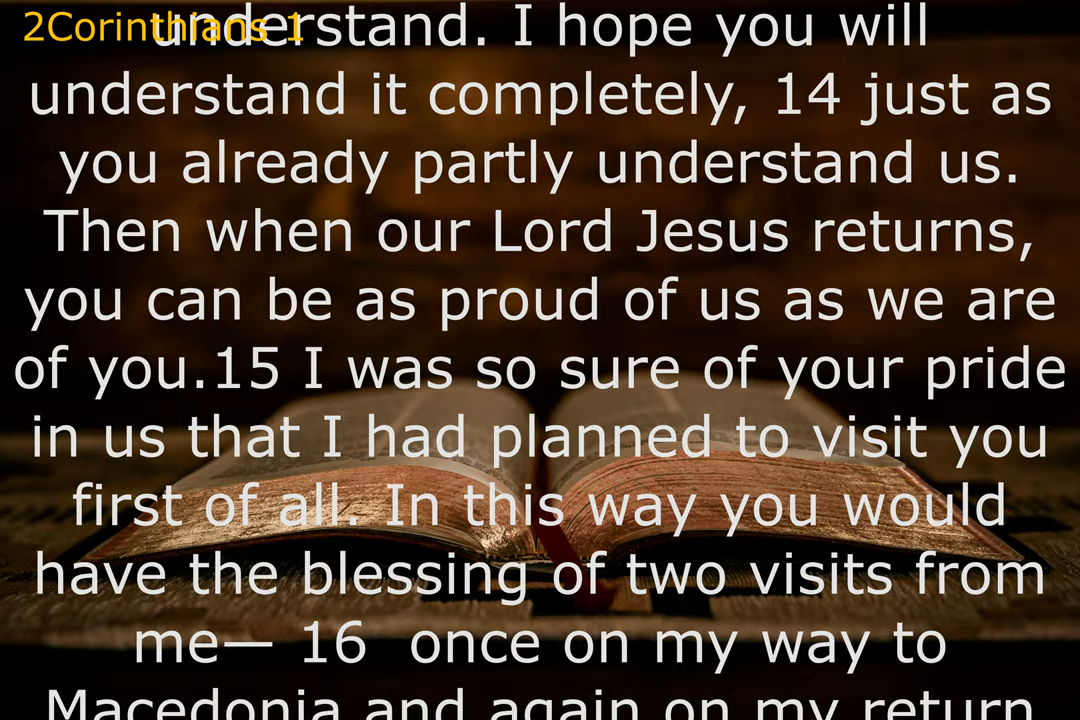 2Corinthians 1
understand. I hope you will
understand it completely, 14 just as
you already partly understand us.
Then when our Lord Jesus returns,
you can be as proud of us as we are
of you.15 I was so sure of your pride
in us that I had planned to visit you
first of all. In this way you would
have the blessing of two visits from
me— 16  once on my way to
Macedonia and again on my return